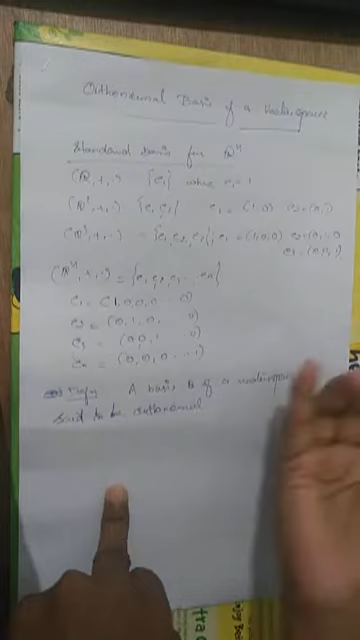 Orthonormal Basis of a vectorspace
Standard basis for ℝⁿ
(ℝ, +, ·) {e₁} where e₁ = 1
(ℝ², +, ·) {e₁, e₂} e₁ = (1, 0) e₂ = (0, 1)
(ℝ³, +, ·) = {e₁, e₂, e₃}; e₁ = (1, 0, 0) e₂ = (0, 1, 0)
e₃ = (0, 0, 1)
(ℝⁿ, +, ·) = {e₁, e₂, e₃, ... eₙ}
e₁ = (1, 0, 0, ... 0)
e₂ = (0, 1, 0, 0)
e₃ = (0, 0, 1 0)
eₙ = (0, 0, 0, ... 1)
Defn A basis B of a vectorspace
said to be orthonormal